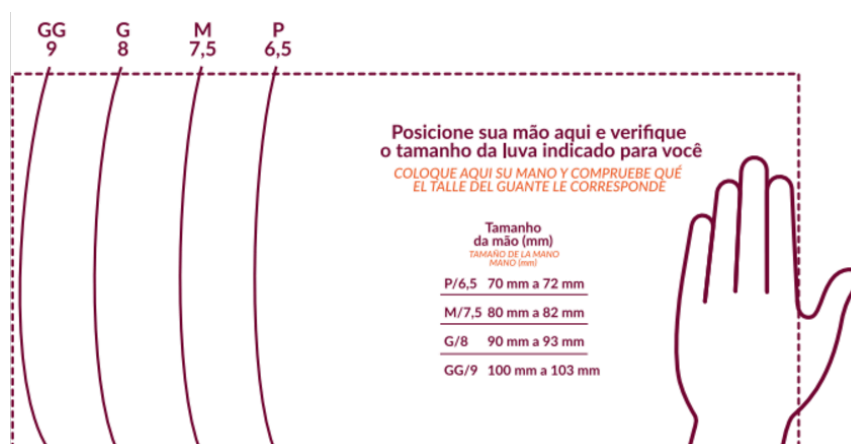 GG G M P
9 8 7,5 6,5
Posicione sua mão aqui e verifique
o tamanho da luva indicado para você
COLOQUE AQUI SU MANO Y COMPRUEBE QUÉ
EL TALLE DEL GUANTE LE CORRESPONDE
Tamanho
da mão (mm)
TAMAÑO DE LA MANO
MANO (mm)
P/6,5 70 mm a 72 mm
M/7,5 80 mm a 82 mm
G/8 90 mm a 93 mm
GG/9 100 mm a 103 mm